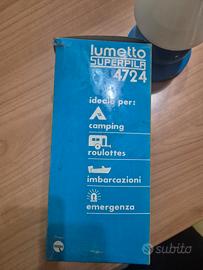 lumetto
SUPERPILA
4724
ideale per:
camping
roulottes
imbarcazioni
emergenza
subito